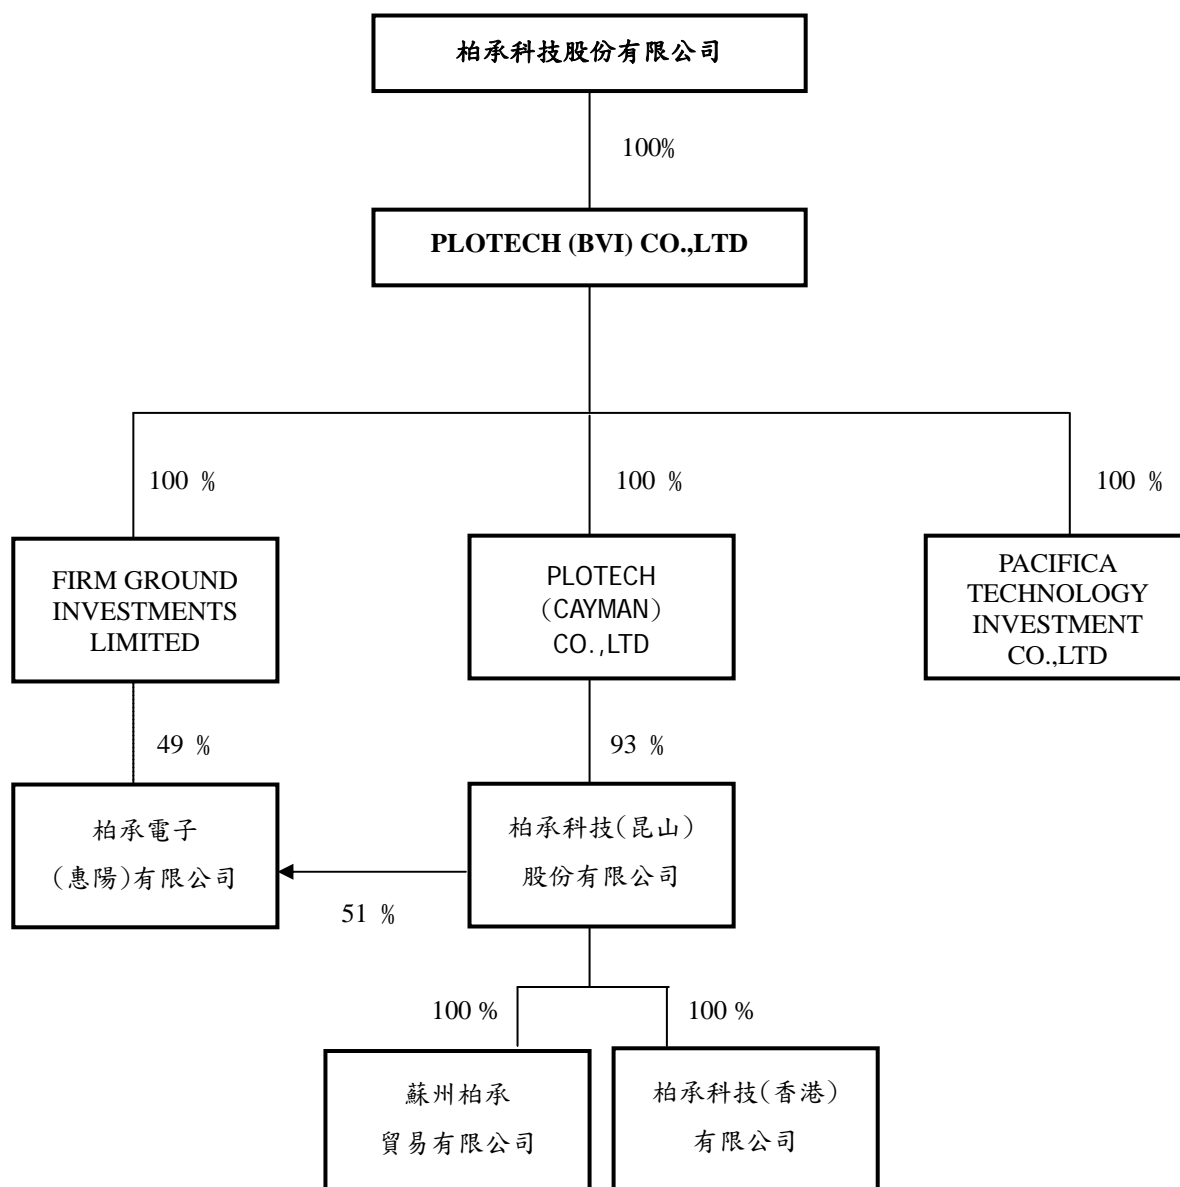 柏承科技股份有限公司
100%
PLOTECH (BVI) CO.,LTD
100 %
100 %
100 %
FIRM GROUND
INVESTMENTS
LIMITED
PLOTECH
(CAYMAN)
CO.,LTD
PACIFICA
TECHNOLOGY
INVESTMENT
CO.,LTD
49 %
93 %
柏承電子
(惠陽)有限公司
柏承科技(昆山)
股份有限公司
51 %
100 %
100 %
蘇州柏承
貿易有限公司
柏承科技(香港)
有限公司